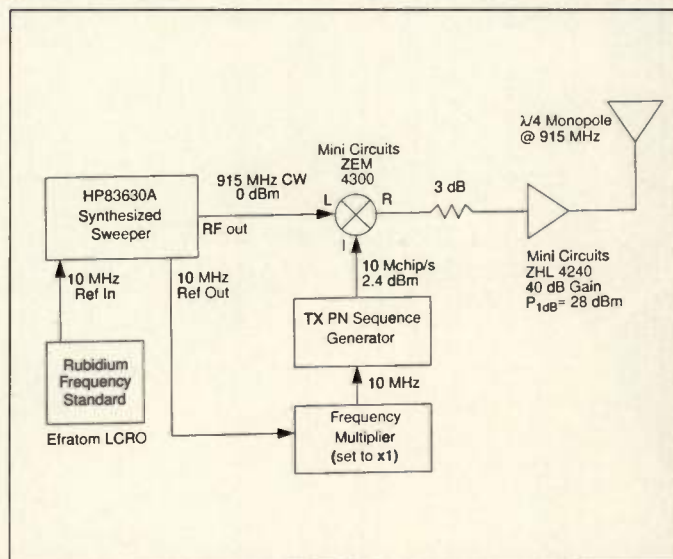 λ/4 Monopole
@ 915 MHz
Mini Circuits
ZEM
4300
HP83630A
Synthesized
Sweeper
915 MHz CW
0 dBm
RF out
L
R
I
3 dB
Mini Circuits
ZHL 4240
40 dB Gain
P1dB= 28 dBm
10 MHz
Ref In
10 MHz
Ref Out
10 Mchip/s
2.4 dBm
TX PN Sequence
Generator
10 MHz
Rubidium
Frequency
Standard
Efratom LCRO
Frequency
Multiplier
(set to x1)